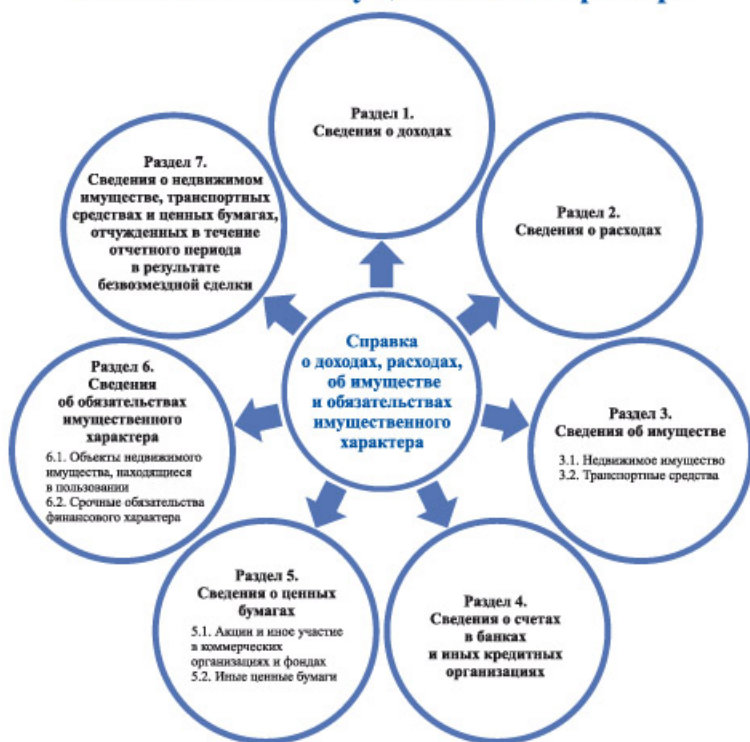 Раздел 1.
Сведения о доходах
Раздел 2.
Сведения о расходах
Раздел 3.
Сведения об имуществе
3.1. Недвижимое имущество
3.2. Транспортные средства
Раздел 4.
Сведения о счетах
в банках
и иных кредитных
организациях
Раздел 5.
Сведения о ценных
бумагах
5.1. Акции и иное участие
в коммерческих
организациях и фондах
5.2. Иные ценные бумаги
Раздел 6.
Сведения
об обязательствах
имущественного
характера
6.1. Объекты недвижимого
имущества, находящиеся
в пользовании
6.2. Срочные обязательства
финансового характера
Раздел 7.
Сведения о недвижимом
имуществе, транспортных
средствах и ценных бумагах,
отчужденных в течение
отчетного периода
в результате
безвозмездной сделки
Справка
о доходах, расходах,
об имуществе
и обязательствах
имущественного
характера